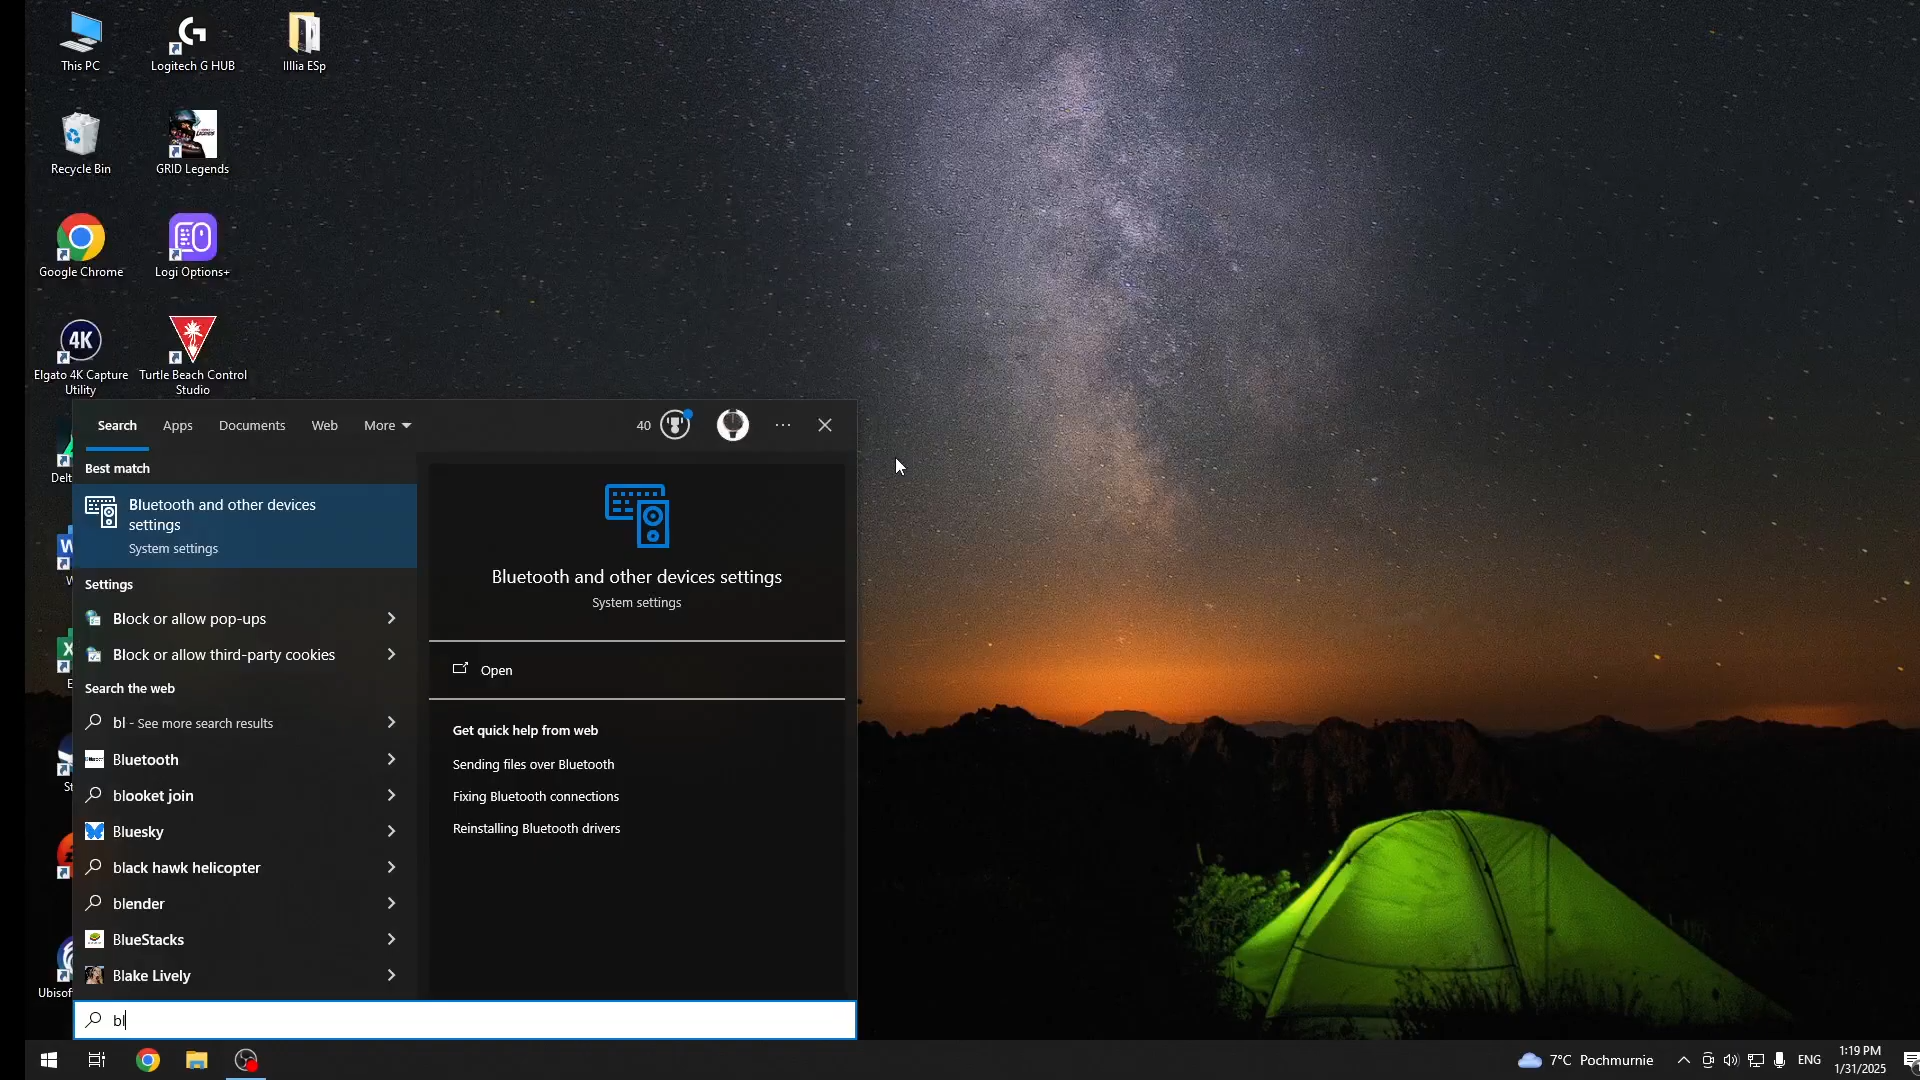 This PC
Logitech G HUB
Illlia ESp
Recycle Bin
GRID Legends
Google Chrome
Logi Options+
4K
Elgato 4K Capture
Utility
Turtle Beach Control
Studio
Search
Apps
Documents
Web
More
40
Best match
Bluetooth and other devices
settings
System settings
Settings
Block or allow pop-ups
Block or allow third-party cookies
Search the web
bl - See more search results
Bluetooth
blooket join
Bluesky
black hawk helicopter
blender
BlueStacks
Blake Lively
Bluetooth and other devices settings
System settings
Open
Get quick help from web
Sending files over Bluetooth
Fixing Bluetooth connections
Reinstalling Bluetooth drivers
Delt
W
E
St
Ubisof
bl
7°C Pochmurnie
ENG
1:19 PM
1/31/2025